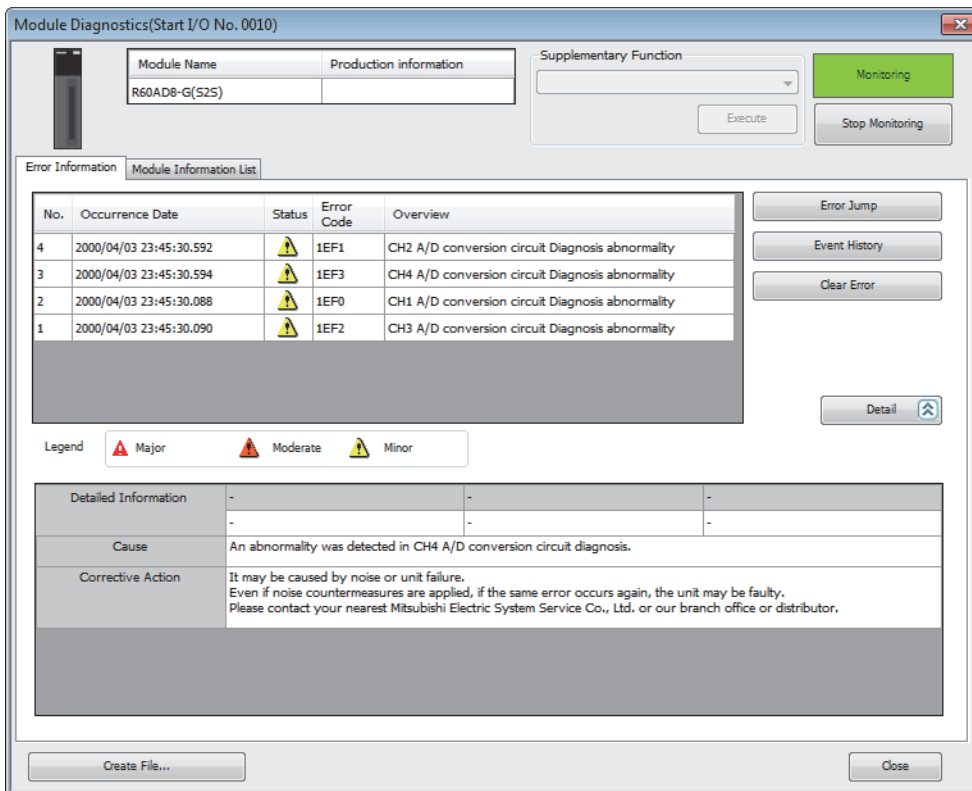 Module Diagnostics(Start I/O No. 0010)
Module Name Production information
R60AD8-G(S2S)
Supplementary Function
Execute
Monitoring
Stop Monitoring
Error Information Module Information List
No. Occurrence Date Status Error Code Overview
4 2000/04/03 23:45:30.592 1EF1 CH2 A/D conversion circuit Diagnosis abnormality
3 2000/04/03 23:45:30.594 1EF3 CH4 A/D conversion circuit Diagnosis abnormality
2 2000/04/03 23:45:30.088 1EF0 CH1 A/D conversion circuit Diagnosis abnormality
1 2000/04/03 23:45:30.090 1EF2 CH3 A/D conversion circuit Diagnosis abnormality
Error Jump
Event History
Clear Error
Detail
Legend Major Moderate Minor
Detailed Information - - -
- - -
Cause An abnormality was detected in CH4 A/D conversion circuit diagnosis.
Corrective Action It may be caused by noise or unit failure.
Even if noise countermeasures are applied, if the same error occurs again, the unit may be faulty.
Please contact your nearest Mitsubishi Electric System Service Co., Ltd. or our branch office or distributor.
Create File...
Close